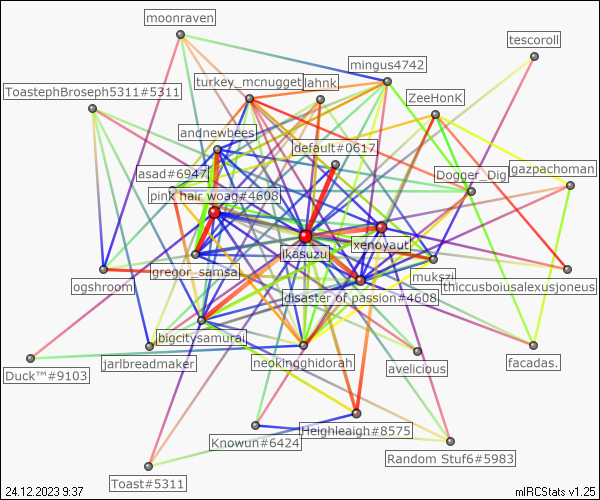 moonraven
tescoroll
mingus4742
turkey_mcnugget
lahnk
ToastephBroseph5311#5311
ZeeHonK
andnewbees
default#0617
asad#6947
Dogger_Dig
gazpachoman
pink hair woag#4608
jkasuzu
xenoyaut
gregor_samsa
mukszi
ogshroom
disaster of passion#4608
thiccusboiusalexusjoneus
bigcitysamurai
jarlbreadmaker
neokingghidorah
avelicious
facadas.
Duck™#9103
Heighleaigh#8575
Knowun#6424
Random Stuf6#5983
Toast#5311
24.12.2023 9:37
mIRCStats v1.25